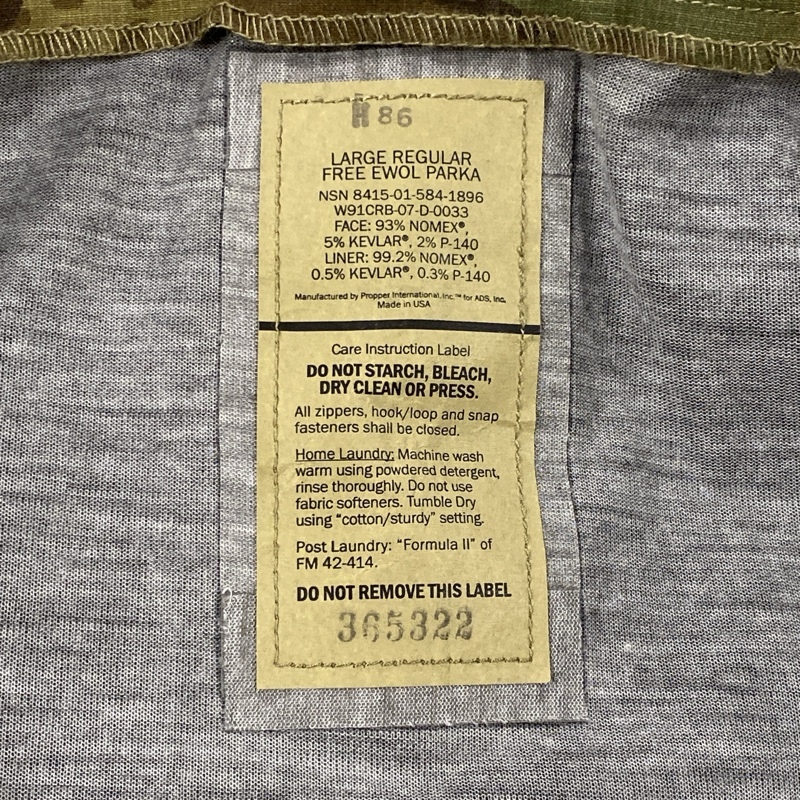 R 86
LARGE REGULAR
FREE EWOL PARKA
NSN 8415-01-584-1896
W91CRB-07-D-0033
FACE: 93% NOMEX®,
5% KEVLAR®, 2% P-140
LINER: 99.2% NOMEX®,
0.5% KEVLAR®, 0.3% P-140
Manufactured by Propper International, Inc.™ for ADS, Inc.
Made in USA
Care Instruction Label
DO NOT STARCH, BLEACH,
DRY CLEAN OR PRESS.
All zippers, hook/loop and snap
fasteners shall be closed.
Home Laundry: Machine wash
warm using powdered detergent,
rinse thoroughly. Do not use
fabric softeners. Tumble Dry
using "cotton/sturdy" setting.
Post Laundry: "Formula II" of
FM 42-414.
DO NOT REMOVE THIS LABEL
365322